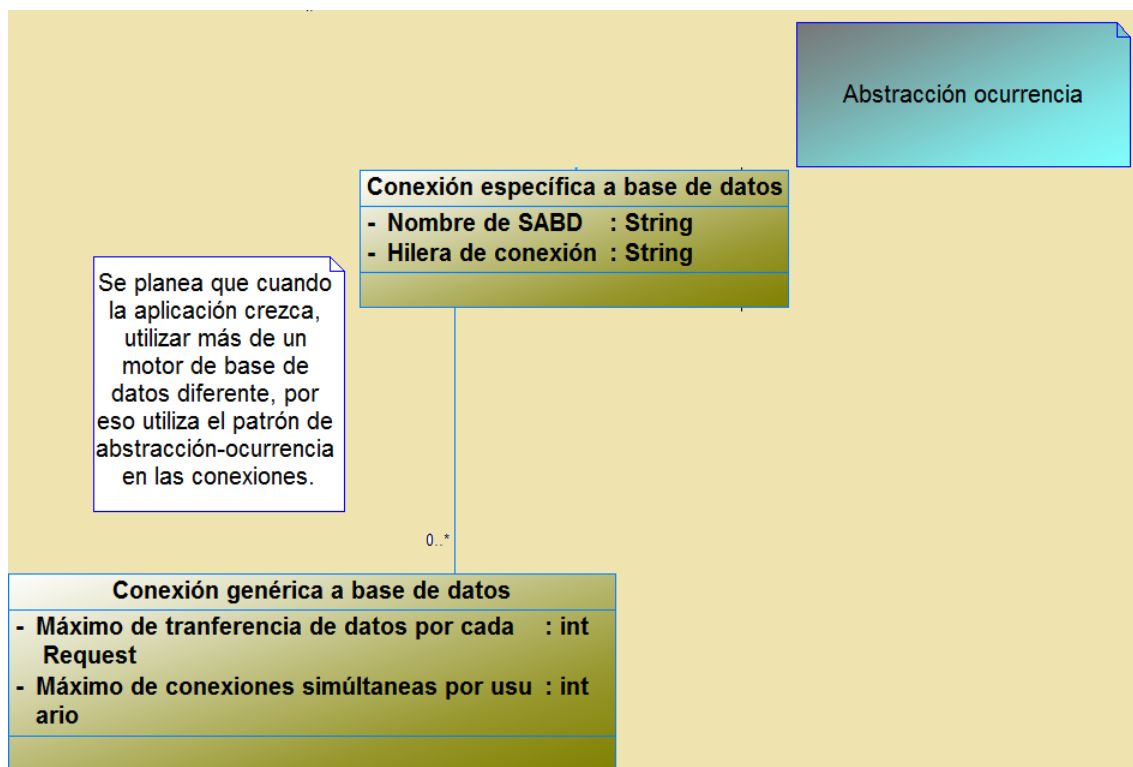 Abstracción ocurrencia
Conexión específica a base de datos
- Nombre de SABD : String
- Hilera de conexión : String
Se planea que cuando
la aplicación crezca,
utilizar más de un
motor de base de
datos diferente, por
eso utiliza el patrón de
abstracción-ocurrencia
en las conexiones.
0..*
Conexión genérica a base de datos
- Máximo de tranferencia de datos por cada : int
Request
- Máximo de conexiones simúltaneas por usu : int
ario